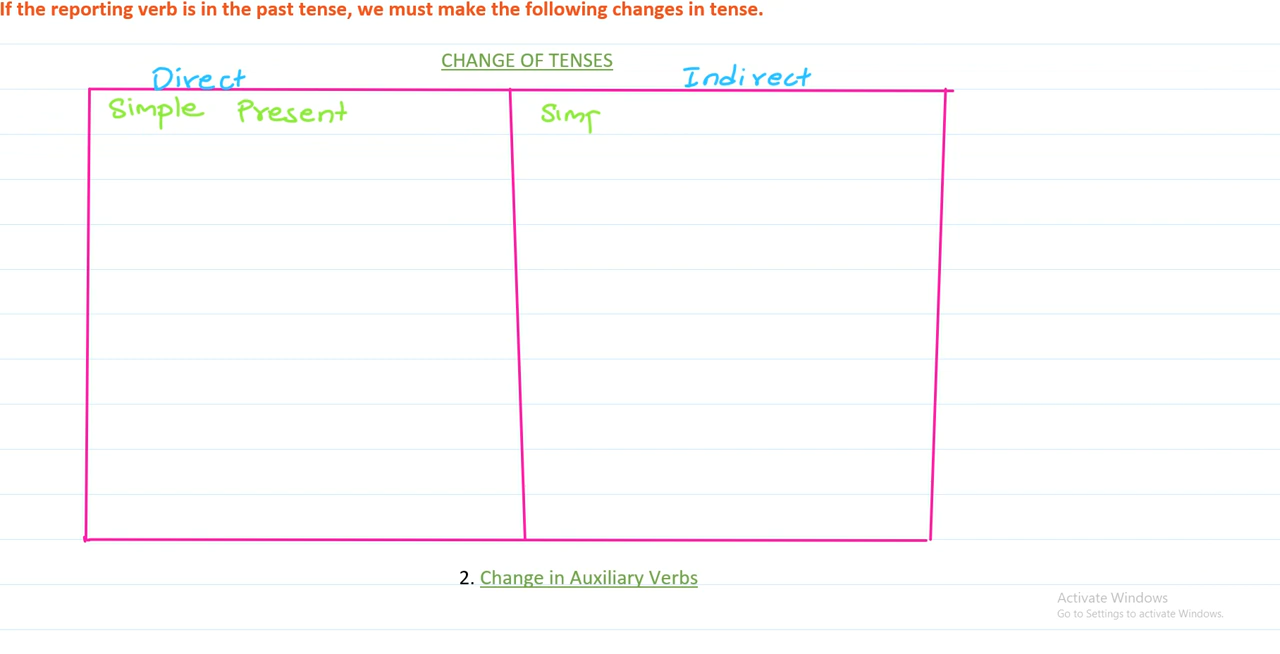 If the reporting verb is in the past tense, we must make the following changes in tense.
CHANGE OF TENSES
Direct Indirect
Simple Present Simp
2. Change in Auxiliary Verbs
Activate Windows
Go to Settings to activate Windows.